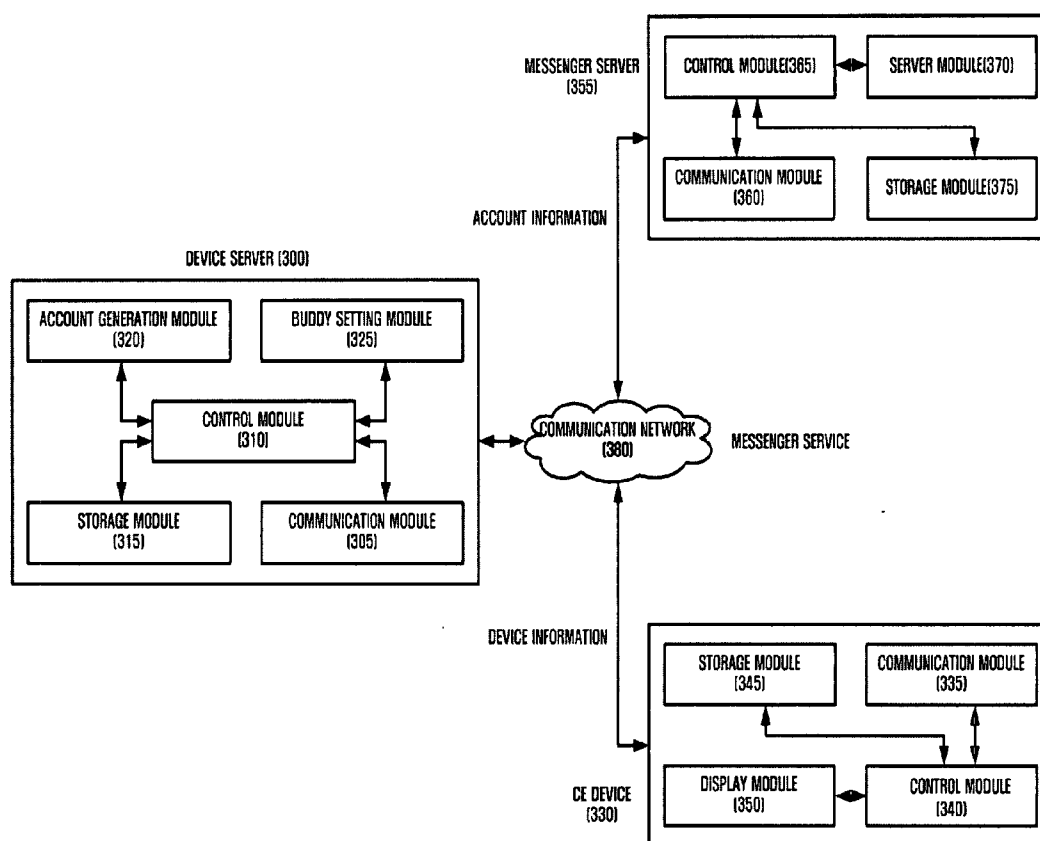 MESSENGER SERVER
(355)
CONTROL MODULE(365)
SERVER MODULE(370)
COMMUNICATION MODULE
(360)
STORAGE MODULE(375)
ACCOUNT INFORMATION
DEVICE SERVER (300)
ACCOUNT GENERATION MODULE
(320)
BUDDY SETTING MODULE
(325)
CONTROL MODULE
(310)
STORAGE MODULE
(315)
COMMUNICATION MODULE
(305)
COMMUNICATION NETWORK
(380)
MESSENGER SERVICE
DEVICE INFORMATION
STORAGE MODULE
(345)
COMMUNICATION MODULE
(335)
CE DEVICE
(330)
DISPLAY MODULE
(350)
CONTROL MODULE
(340)